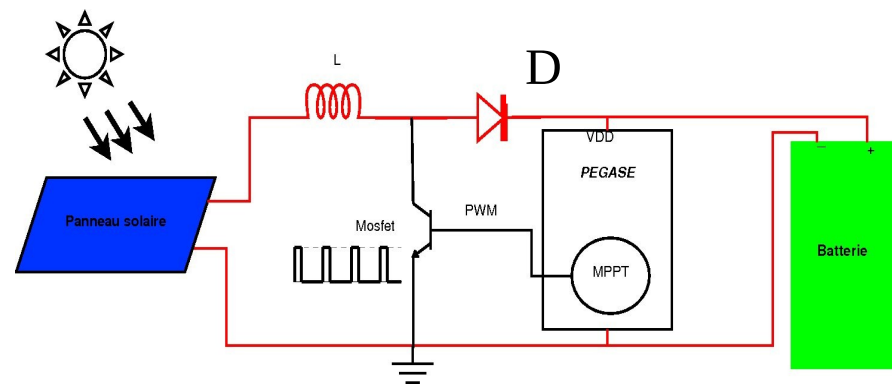 L
D
VDD
PEGASE
Panneau solaire
Mosfet
PWM
MPPT
− +
Batterie